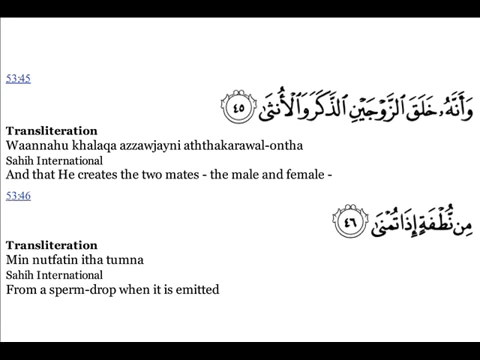 53:45
وَأَنَّهُۥ خَلَقَ ٱلزَّوْجَيْنِ ٱلذَّكَرَ وَٱلْأُنثَىٰ ٤٥
Transliteration
Waannahu khalaqa azzawjayni aththakarawal-ontha
Sahih International
And that He creates the two mates - the male and female -
53:46
مِن نُّطْفَةٍ إِذَا تُمْنَىٰ ٤٦
Transliteration
Min nutfatin itha tumna
Sahih International
From a sperm-drop when it is emitted